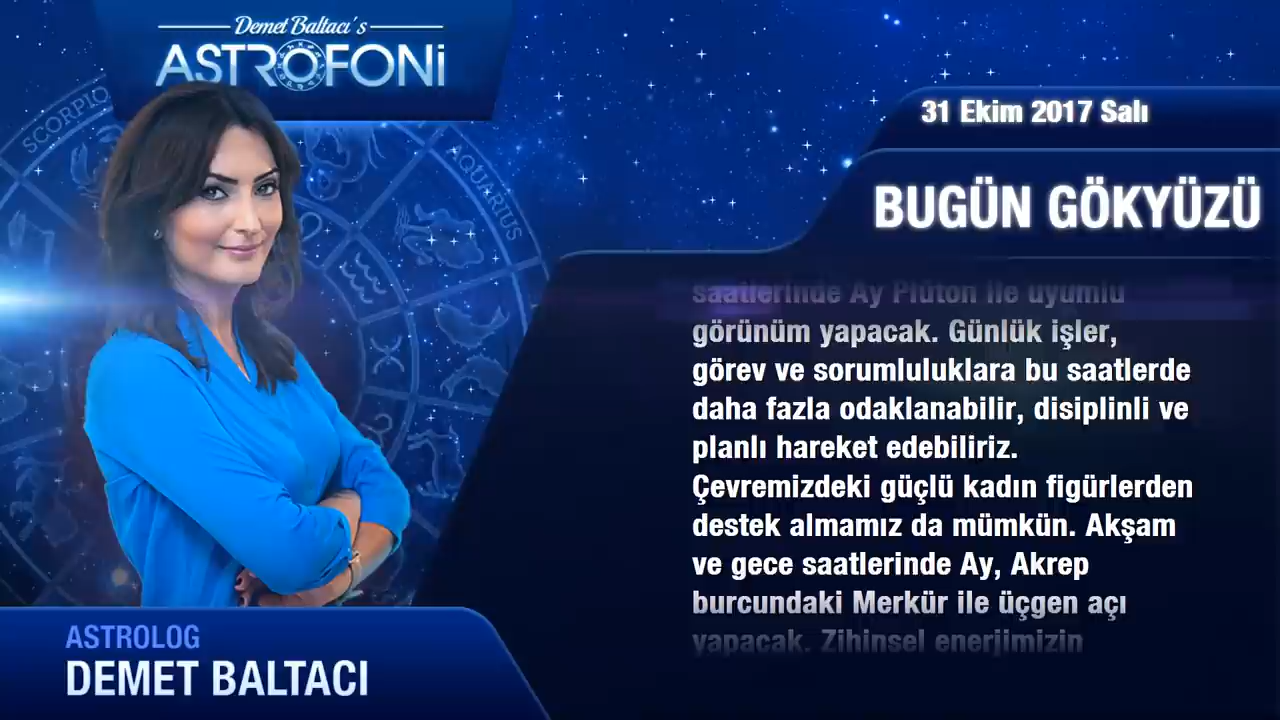 Demet Baltacı's
ASTROFONİ
SCORPIO
AQUARIUS
31 Ekim 2017 Salı
BUGÜN GÖKYÜZÜ
saatlerinde Ay Plüton ile uyumlu
görünüm yapacak. Günlük işler,
görev ve sorumluluklara bu saatlerde
daha fazla odaklanabilir, disiplinli ve
planlı hareket edebiliriz.
Çevremizdeki güçlü kadın figürlerden
destek almamız da mümkün. Akşam
ve gece saatlerinde Ay, Akrep
burcundaki Merkür ile üçgen açı
yapacak. Zihinsel enerjimizin
ASTROLOG
DEMET BALTACI